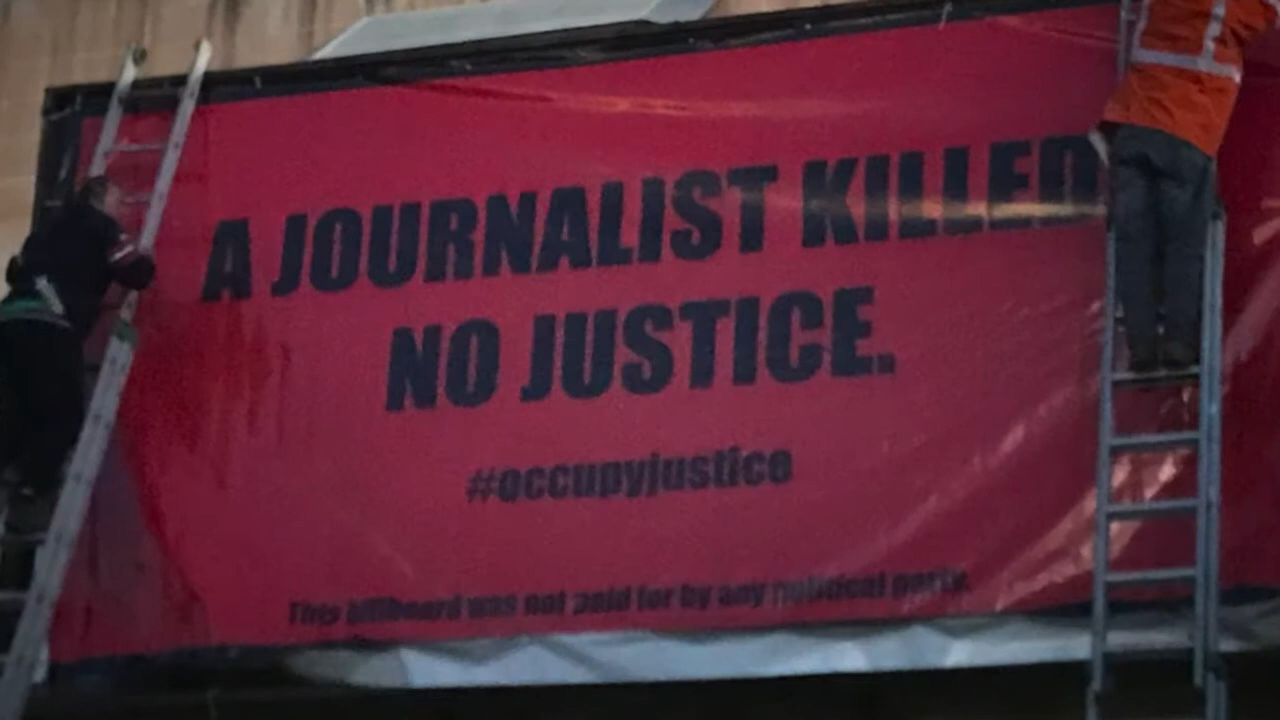 A JOURNALIST KILLED
NO JUSTICE.
#occupyjustice
This billboard was not paid for by any political party.